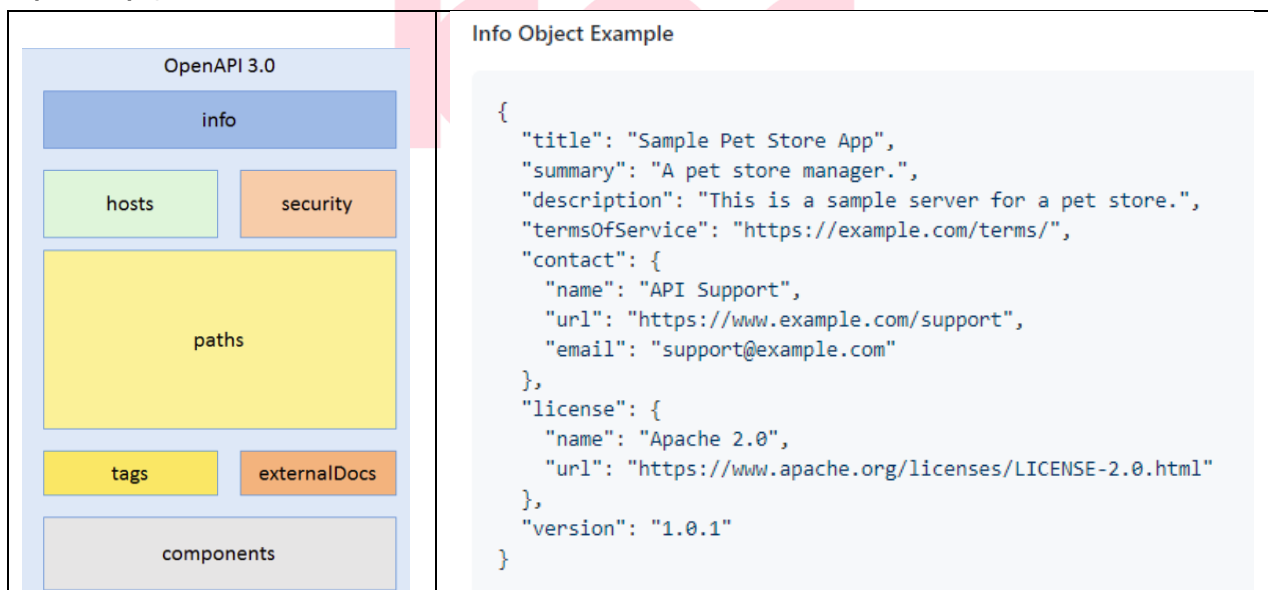 OpenAPI 3.0
info
hosts
security
paths
tags
externalDocs
components
Info Object Example
{
  "title": "Sample Pet Store App",
  "summary": "A pet store manager.",
  "description": "This is a sample server for a pet store.",
  "termsOfService": "https://example.com/terms/",
  "contact": {
    "name": "API Support",
    "url": "https://www.example.com/support",
    "email": "support@example.com"
  },
  "license": {
    "name": "Apache 2.0",
    "url": "https://www.apache.org/licenses/LICENSE-2.0.html"
  },
  "version": "1.0.1"
}